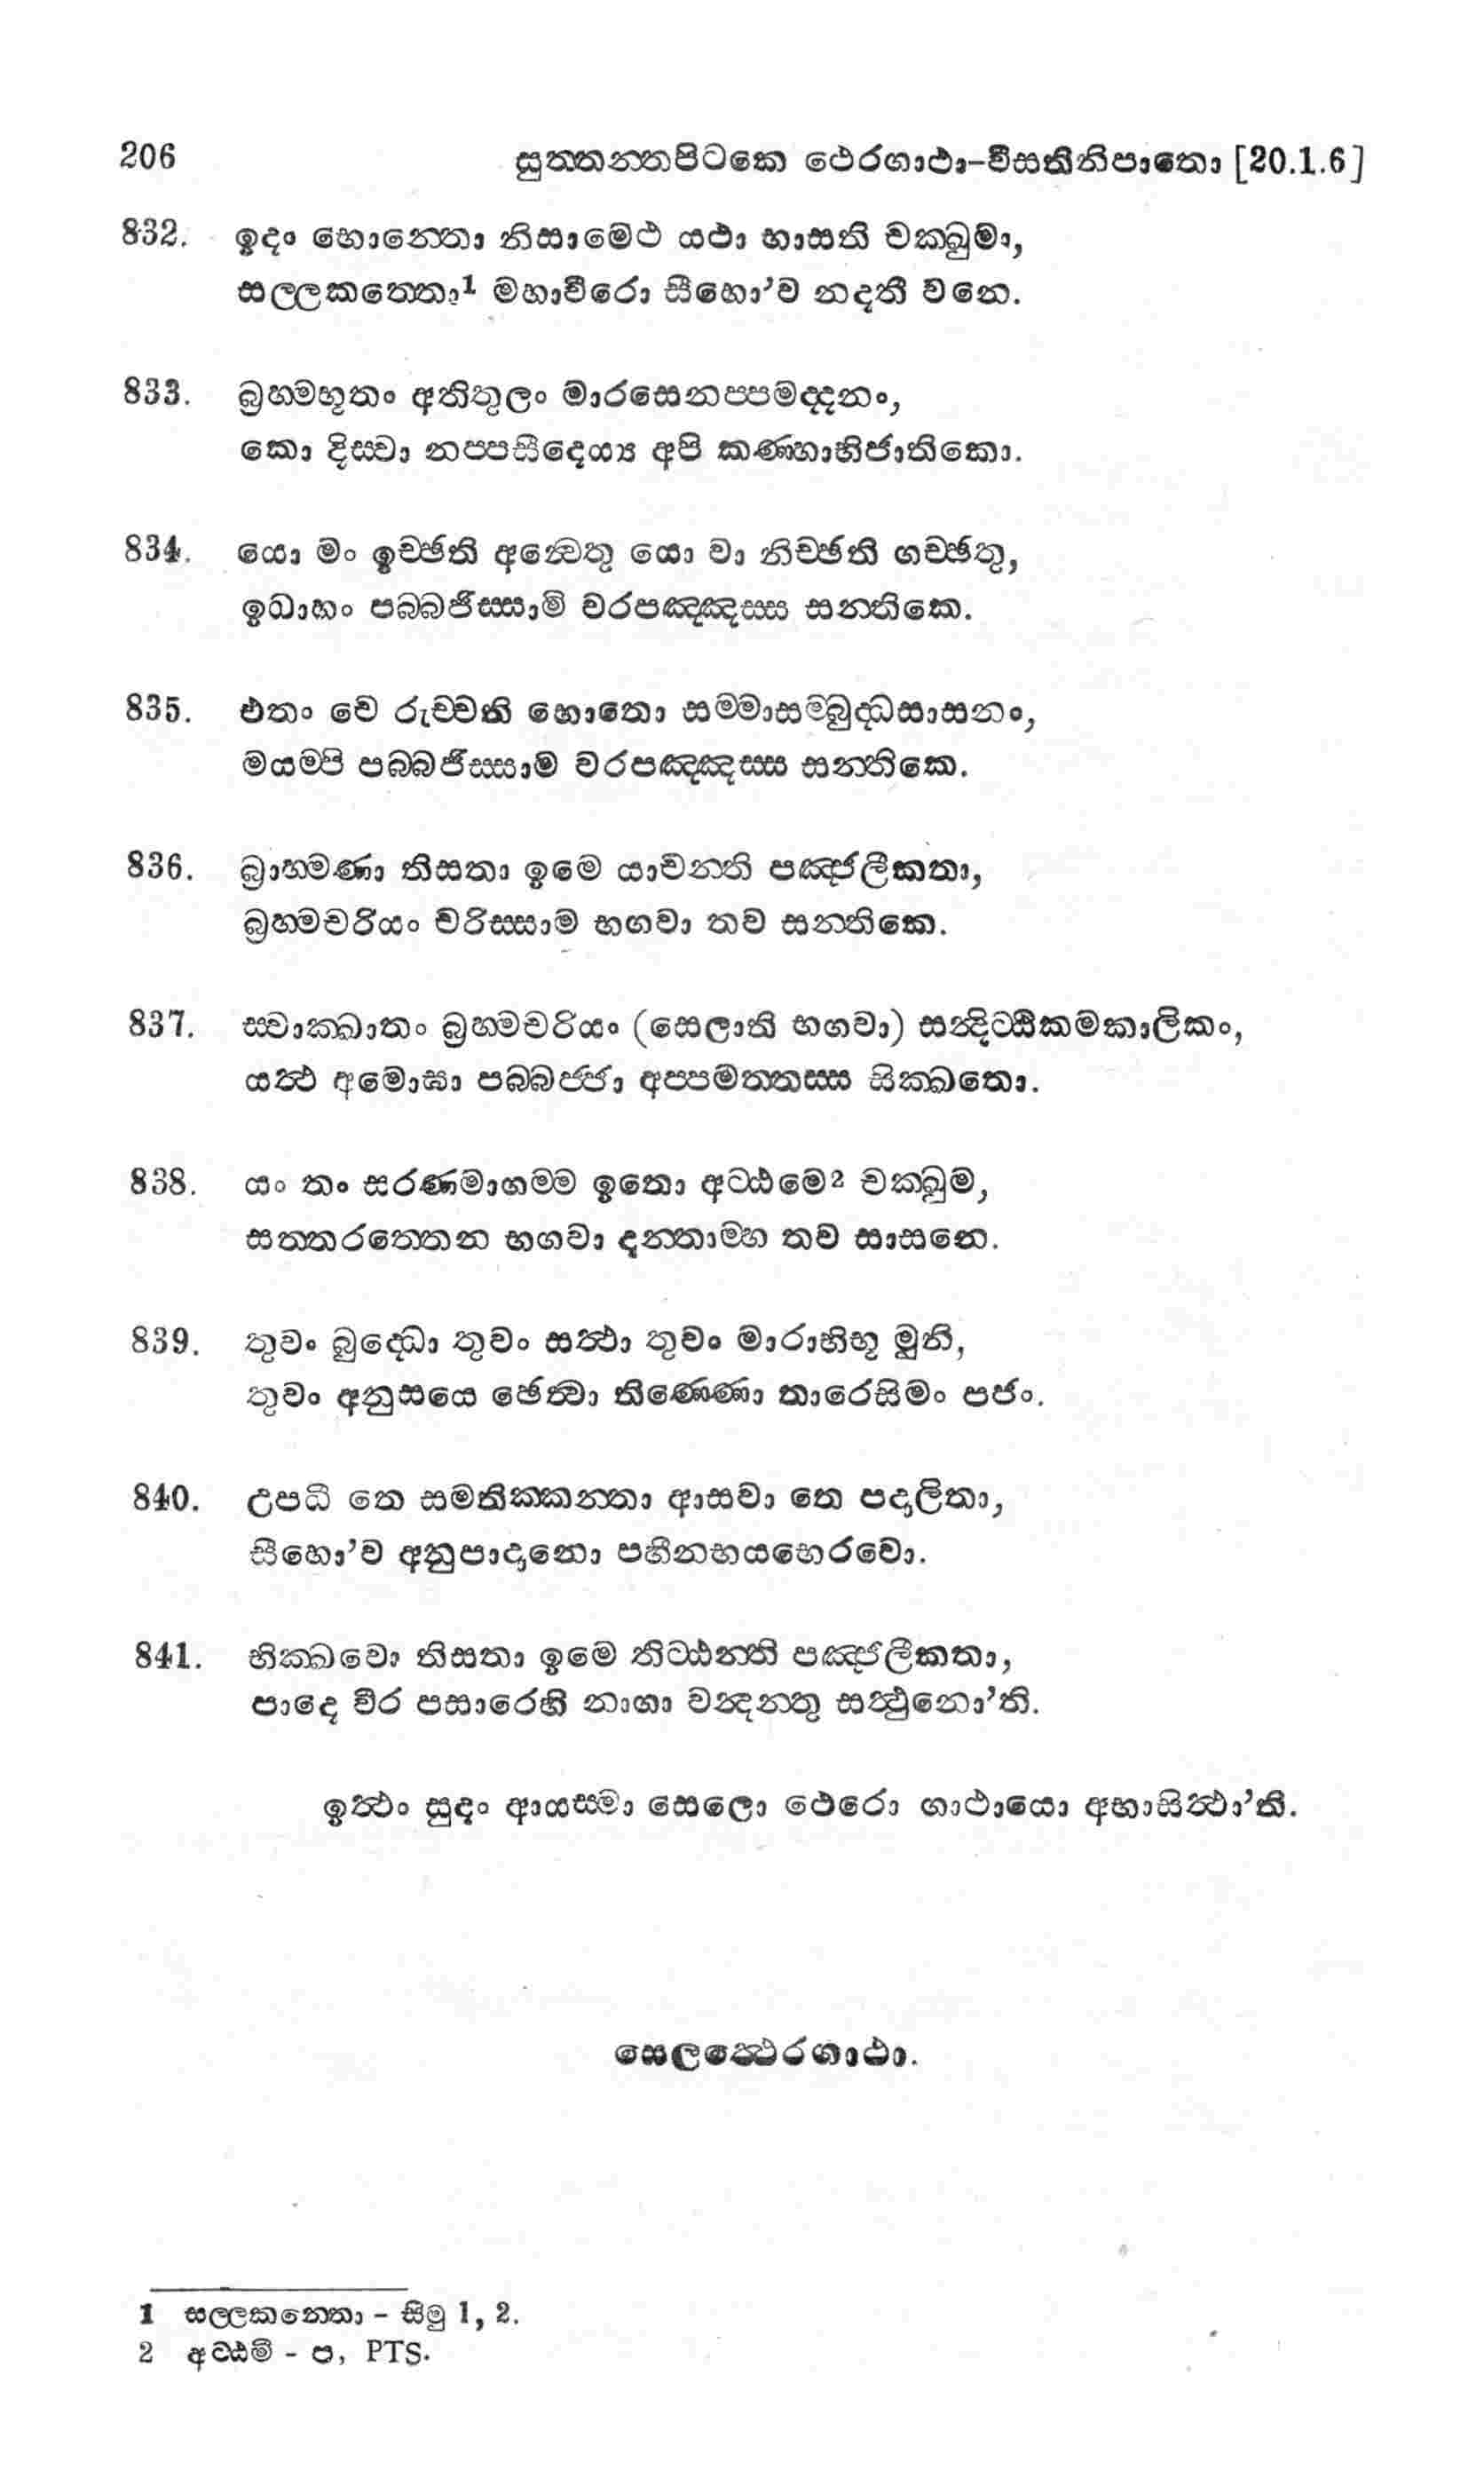 206 සුත්තන්තපිටකෙ ථෙරගාථා-වීසතිනිපාතො [20.1.6]
832. ඉදං භොන්තො නිසාමෙථ යථා භාසති චක්ඛුමා,
සල්ලකත්තො1 මහාවීරො සීහො’ව නදතී වනෙ.
833. බ්‍රහ්මභූතං අතිතුලං මාරසෙනප්පමද්දනං,
කො දිස්වා නප්පසීදෙය්‍ය අපි කණ්හාභිජාතිකො.
834. යො මං ඉච්ඡති අන්වෙතු යො වා නිච්ඡති ගච්ඡතු,
ඉධාහං පබ්බජිස්සාමි වරපඤ්ඤස්ස සන්තිකෙ.
835. එතං චෙ රුච්චති භොතො සම්මාසම්බුද්ධසාසනං,
මයම්පි පබ්බජිස්සාම වරපඤ්ඤස්ස සන්තිකෙ.
836. බ්‍රාහ්මණා තිසතා ඉමෙ යාචන්ති පඤ්ජලීකතා,
බ්‍රහ්මචරියං චරිස්සාම භගවා තව සන්තිකෙ.
837. ස්වාක්ඛාතං බ්‍රහ්මචරියං (සෙලාති භගවා) සන්දිට්ඨිකමකාලිකං,
යත්ථ අමොඝා පබ්බජ්ජා අප්පමත්තස්ස සික්ඛතො.
838. යං තං සරණමාගම්ම ඉතො අට්ඨමෙ2 චක්ඛුම,
සත්තරත්තෙන භගවා දන්තාම්හ තව සාසනෙ.
839. තුවං බුද්ධො තුවං සත්ථා තුවං මාරාභිභූ මුනි,
තුවං අනුසයෙ ඡෙත්වා තිණ්ණො තාරෙසිමං පජං.
840. උපධී තෙ සමතික්කන්තා ආසවා තෙ පදාලිතා,
සීහො’ව අනුපාදානො පහීනභයභෙරවො.
841. භික්ඛවො තිසතා ඉමෙ තිට්ඨන්ති පඤ්ජලීකතා,
පාදෙ වීර පසාරෙහි නාගා වන්දන්තු සත්ථුනො’ති.
ඉත්ථං සුදං ආයස්මා සෙලො ථෙරො ගාථායො අභාසිත්ථා’ති.
සෙලත්ථෙරගාථා.
1 සල්ලකන්තො - සීමු 1, 2.
2 අට්ඨමි - ප, PTS.